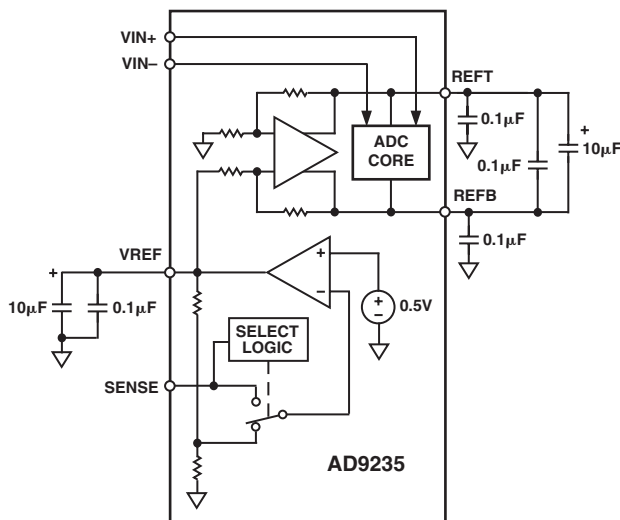 VIN+
VIN–
REFT
0.1μF
+
ADC
CORE
0.1μF
10μF
REFB
0.1μF
VREF
+
+
–
+
–
0.5V
10μF
0.1μF
SELECT
LOGIC
SENSE
AD9235